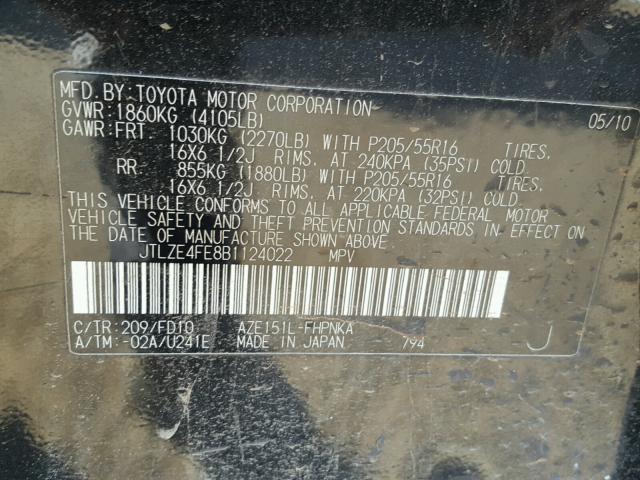 MFD. BY: TOYOTA MOTOR CORPORATION 05/10
GVWR: 1860KG (4105LB)
GAWR: FRT 1030KG (2270LB) WITH P205/55R16 TIRES,
16X6 1/2J RIMS, AT 240KPA (35PSI) COLD
RR 855KG (1880LB) WITH P205/55R16 TIRES,
16X6 1/2J RIMS, AT 220KPA (32PSI) COLD.
THIS VEHICLE CONFORMS TO ALL APPLICABLE FEDERAL MOTOR
VEHICLE SAFETY AND THEFT PREVENTION STANDARDS IN EFFECT ON
THE DATE OF MANUFACTURE SHOWN ABOVE.
JTLZE4FE8B1124022 MPV
C/TR: 209/FD10 AZE151L-FHPNKA
A/TM: -02A/U241E MADE IN JAPAN 794 J